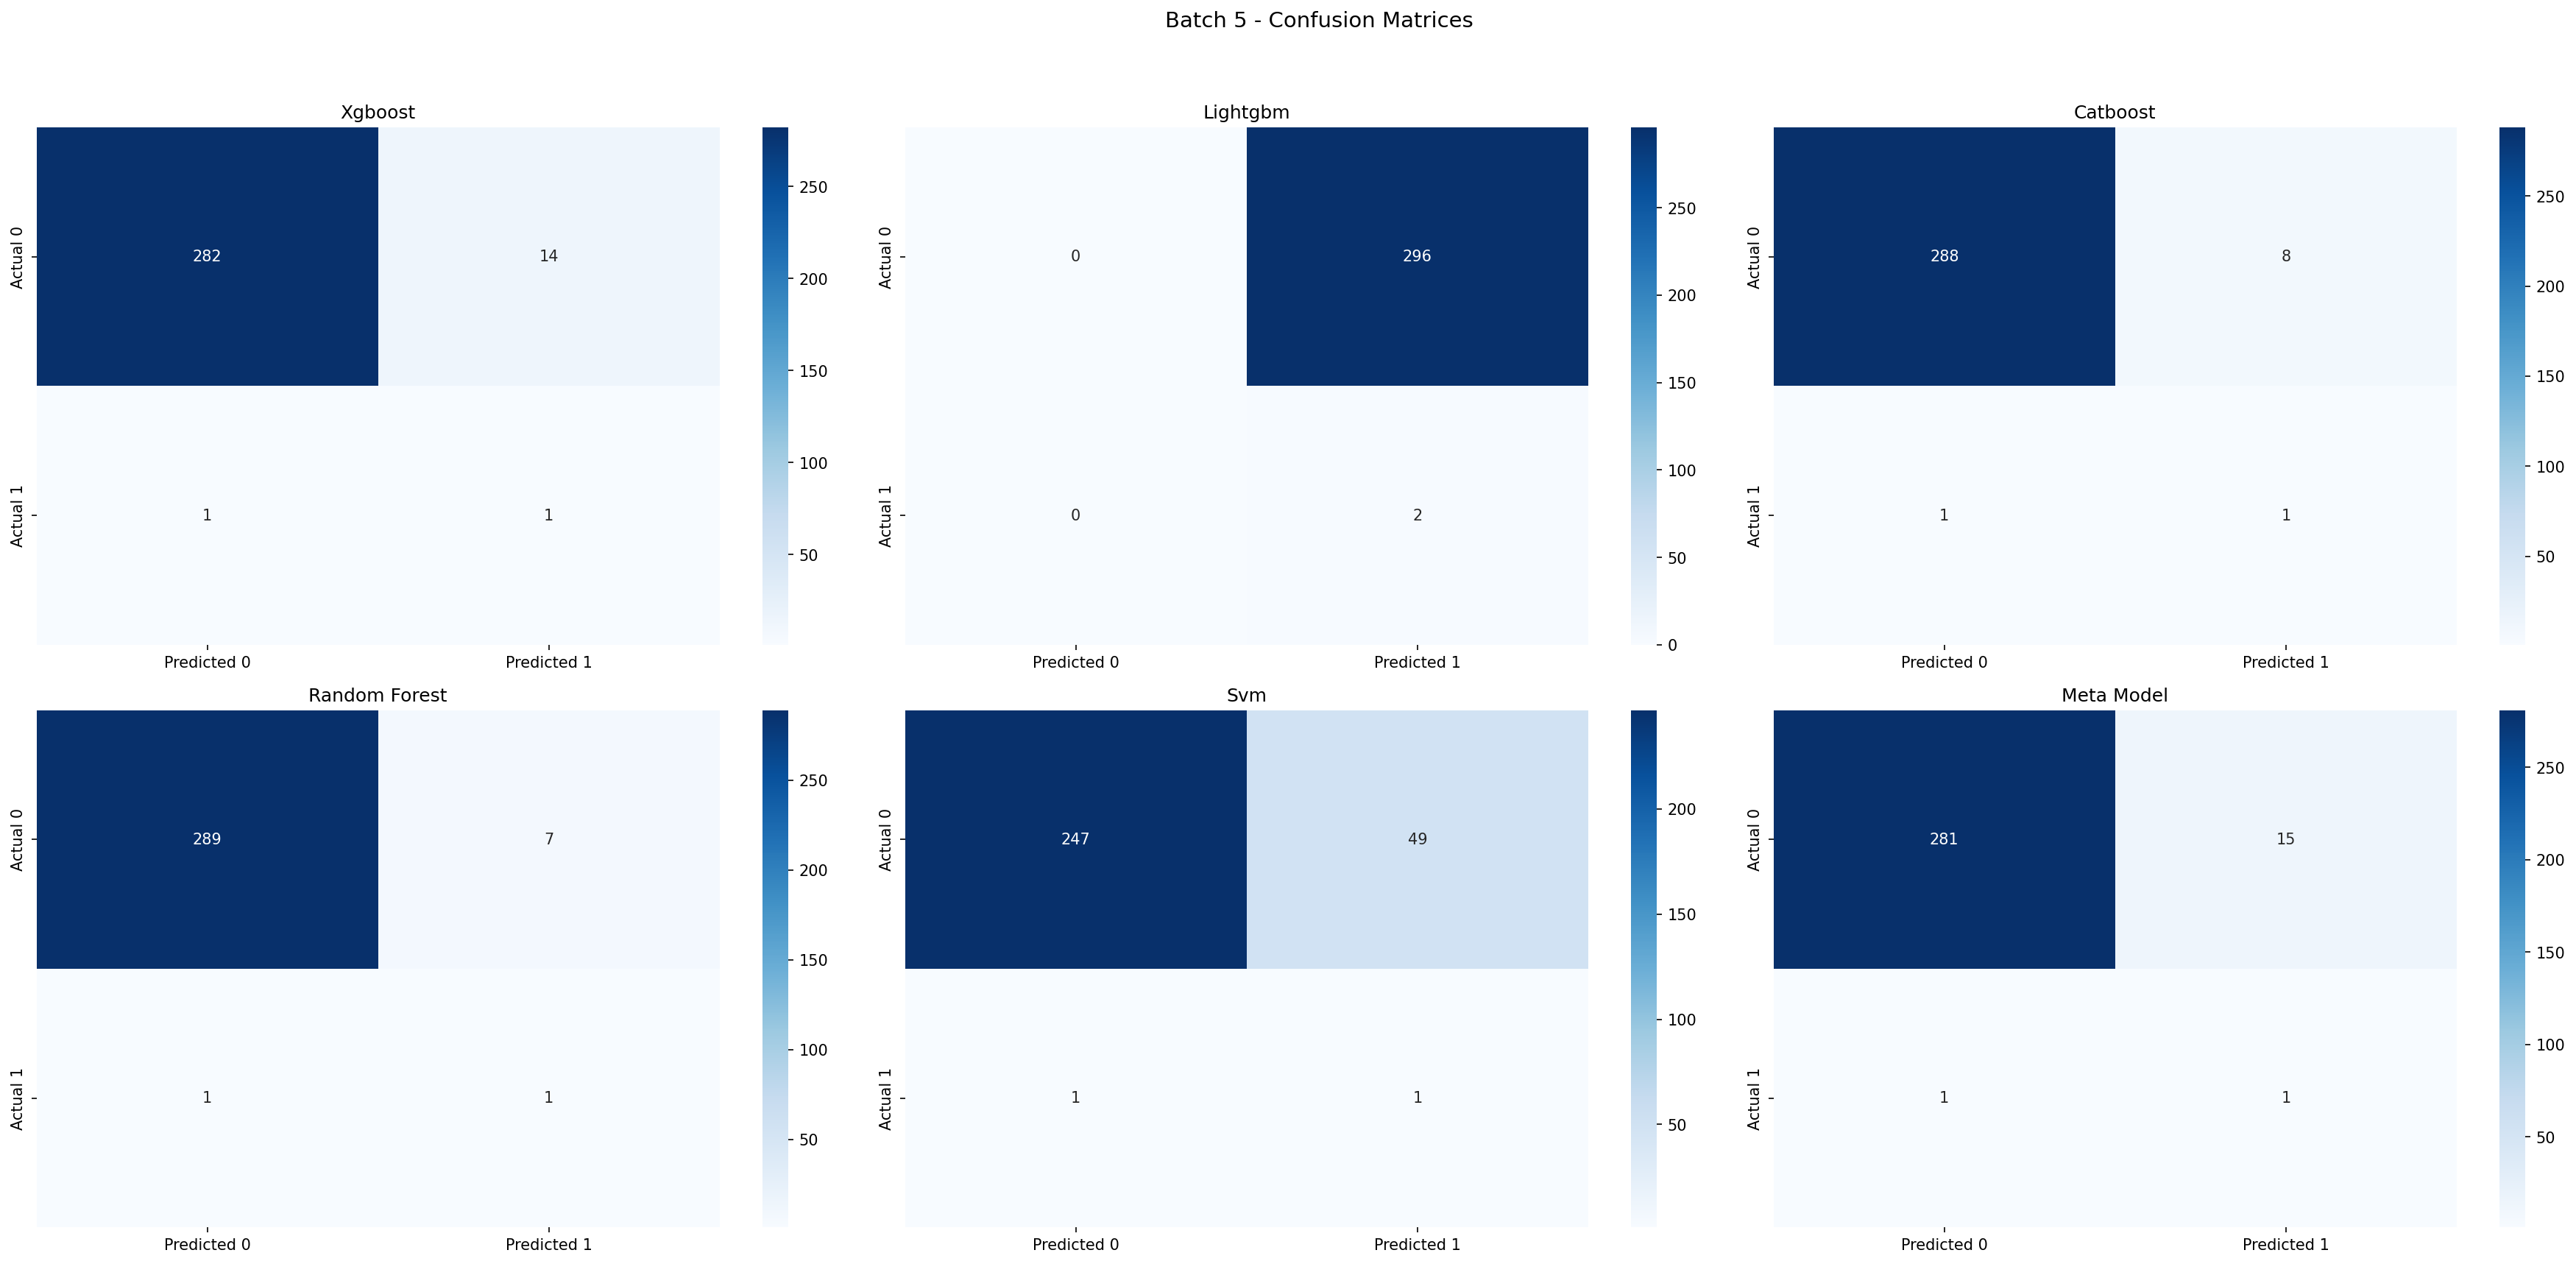 Batch 5 - Confusion Matrices
Xgboost
Actual 0
Actual 1
282
14
1
1
Predicted 0
Predicted 1
250
200
150
100
50
Lightgbm
Actual 0
Actual 1
0
296
0
2
Predicted 0
Predicted 1
250
200
150
100
50
0
Catboost
Actual 0
Actual 1
288
8
1
1
Predicted 0
Predicted 1
250
200
150
100
50
Random Forest
Actual 0
Actual 1
289
7
1
1
Predicted 0
Predicted 1
250
200
150
100
50
Svm
Actual 0
Actual 1
247
49
1
1
Predicted 0
Predicted 1
200
150
100
50
Meta Model
Actual 0
Actual 1
281
15
1
1
Predicted 0
Predicted 1
250
200
150
100
50